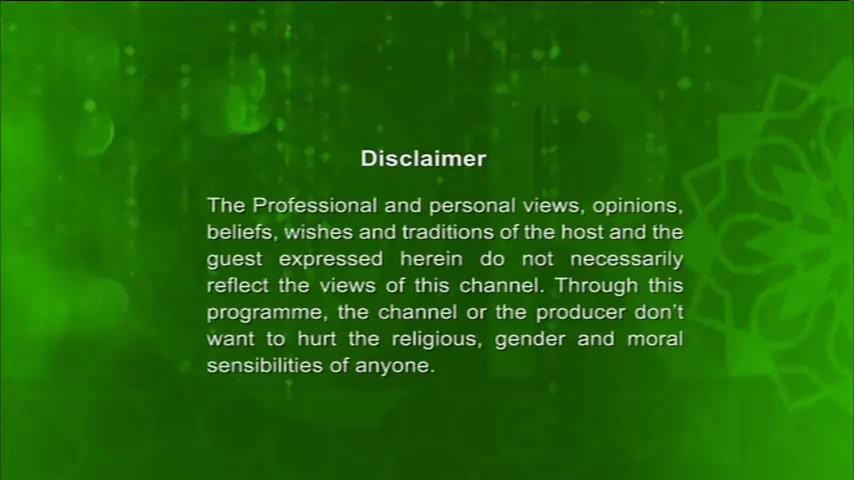 Disclaimer
The Professional and personal views, opinions,
beliefs, wishes and traditions of the host and the
guest expressed herein do not necessarily
reflect the views of this channel. Through this
programme, the channel or the producer don't
want to hurt the religious, gender and moral
sensibilities of anyone.